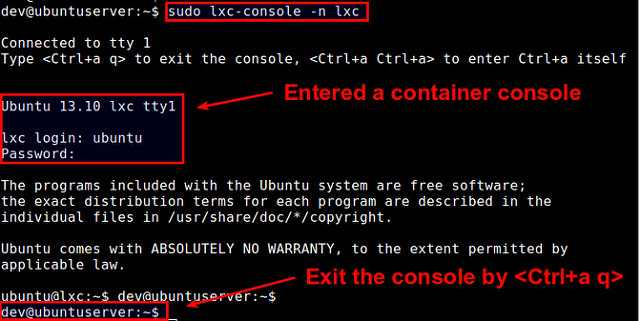 dev@ubuntuserver:~$ sudo lxc-console -n lxc
Connected to tty 1
Type <Ctrl+a q> to exit the console, <Ctrl+a Ctrl+a> to enter Ctrl+a itself
Entered a container console
Ubuntu 13.10 lxc tty1
lxc login: ubuntu
Password:
The programs included with the Ubuntu system are free software;
the exact distribution terms for each program are described in the
individual files in /usr/share/doc/*/copyright.
Ubuntu comes with ABSOLUTELY NO WARRANTY, to the extent permitted by
applicable law.
Exit the console by <Ctrl+a q>
ubuntu@lxc:~$ dev@ubuntuserver:~$
dev@ubuntuserver:~$